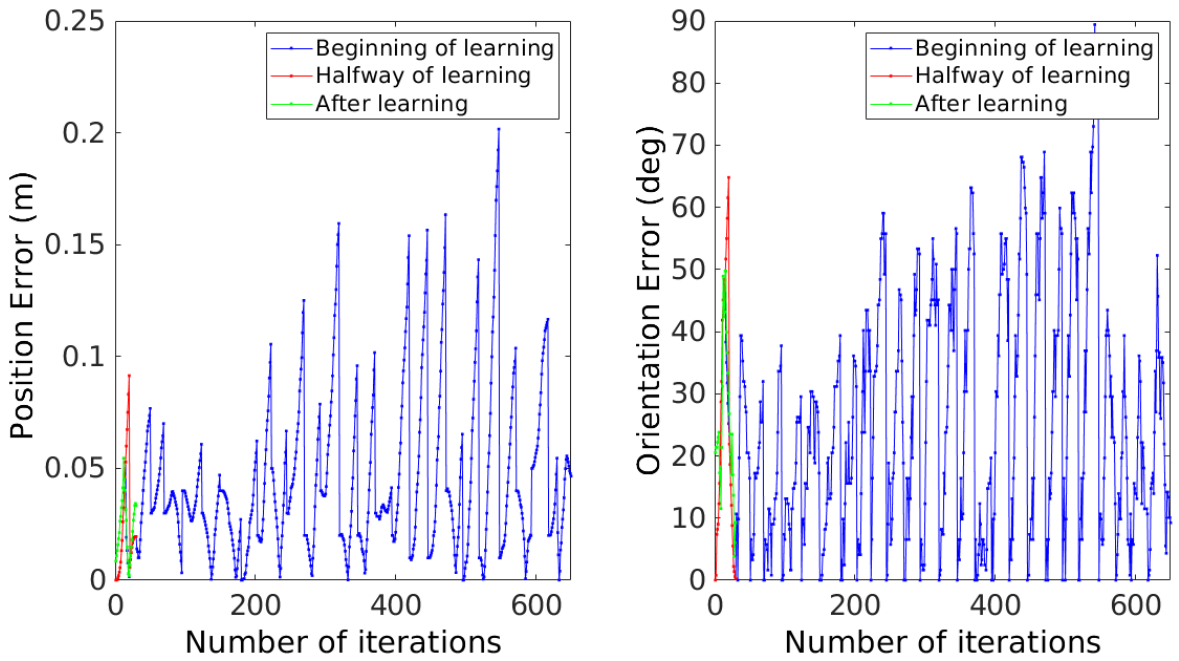 0.25
0.2
0.15
0.1
0.05
0
Position Error (m)
Beginning of learning
Halfway of learning
After learning
0 200 400 600
Number of iterations
90
80
70
60
50
40
30
20
10
0
Orientation Error (deg)
Beginning of learning
Halfway of learning
After learning
0 200 400 600
Number of iterations